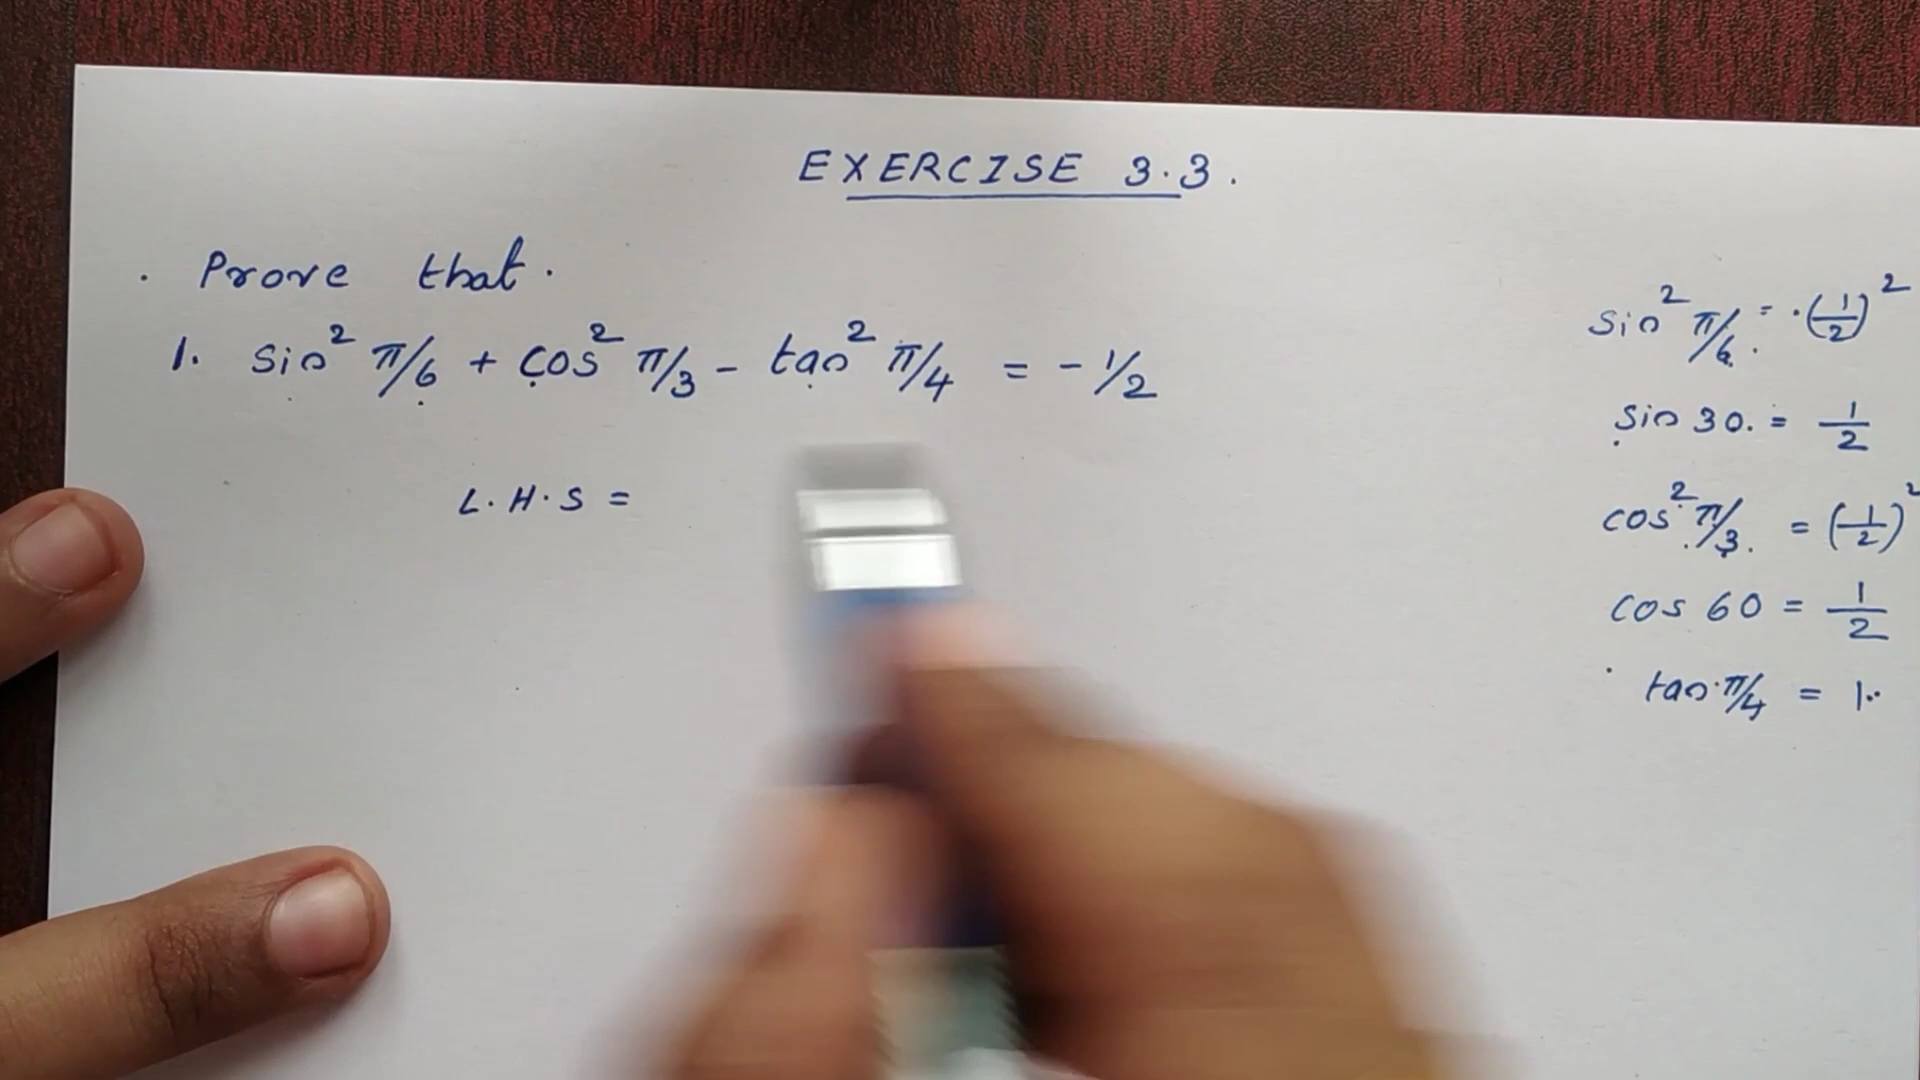 EXERCISE 3.3.
. Prove that.
1. sin² π/6 + cos² π/3 - tan² π/4 = - 1/2
L.H.S =
sin² π/6. = .(1/2)²
sin 30. = 1/2
cos² π/3. = (1/2)²
cos 60 = 1/2
tan π/4 = 1.